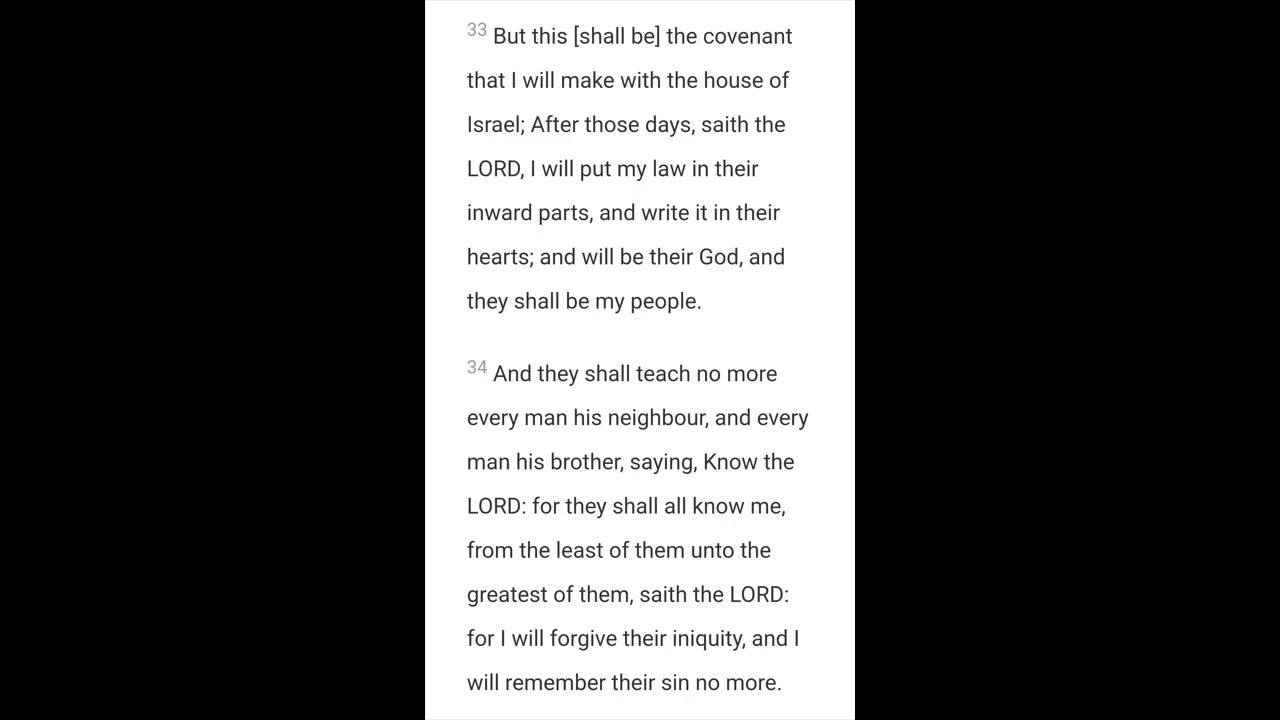 33 But this [shall be] the covenant
that I will make with the house of
Israel; After those days, saith the
LORD, I will put my law in their
inward parts, and write it in their
hearts; and will be their God, and
they shall be my people.
34 And they shall teach no more
every man his neighbour, and every
man his brother, saying, Know the
LORD: for they shall all know me,
from the least of them unto the
greatest of them, saith the LORD:
for I will forgive their iniquity, and I
will remember their sin no more.